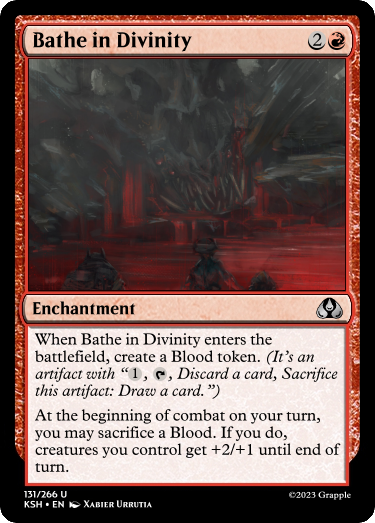 Bathe in Divinity 2
Enchantment
When Bathe in Divinity enters the
battlefield, create a Blood token. (It's an
artifact with “1, , Discard a card, Sacrifice
this artifact: Draw a card.”)
At the beginning of combat on your turn,
you may sacrifice a Blood. If you do,
creatures you control get +2/+1 until end of
turn.
131/266 U
KSH • EN Xabier Urrutia
©2023 Grapple